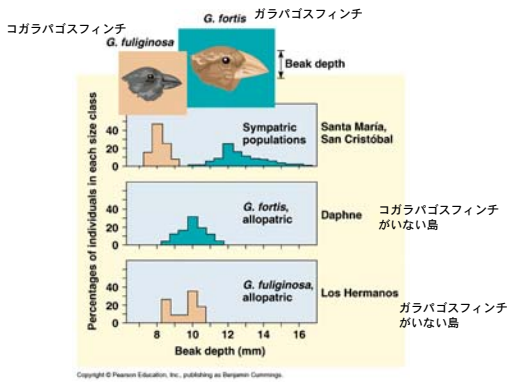 ガラパゴスフィンチ
G. fortis
コガラパゴスフィンチ
G. fuliginosa
Beak depth
Percentages of individuals in each size class
40
20
0
Sympatric
populations
Santa María,
San Cristóbal
40
20
0
G. fortis,
allopatric
Daphne
コガラパゴスフィンチ
がいない島
40
20
0
G. fuliginosa,
allopatric
Los Hermanos
ガラパゴスフィンチ
がいない島
8 10 12 14 16
Beak depth (mm)
Copyright © Pearson Education, Inc., publishing as Benjamin Cummings.